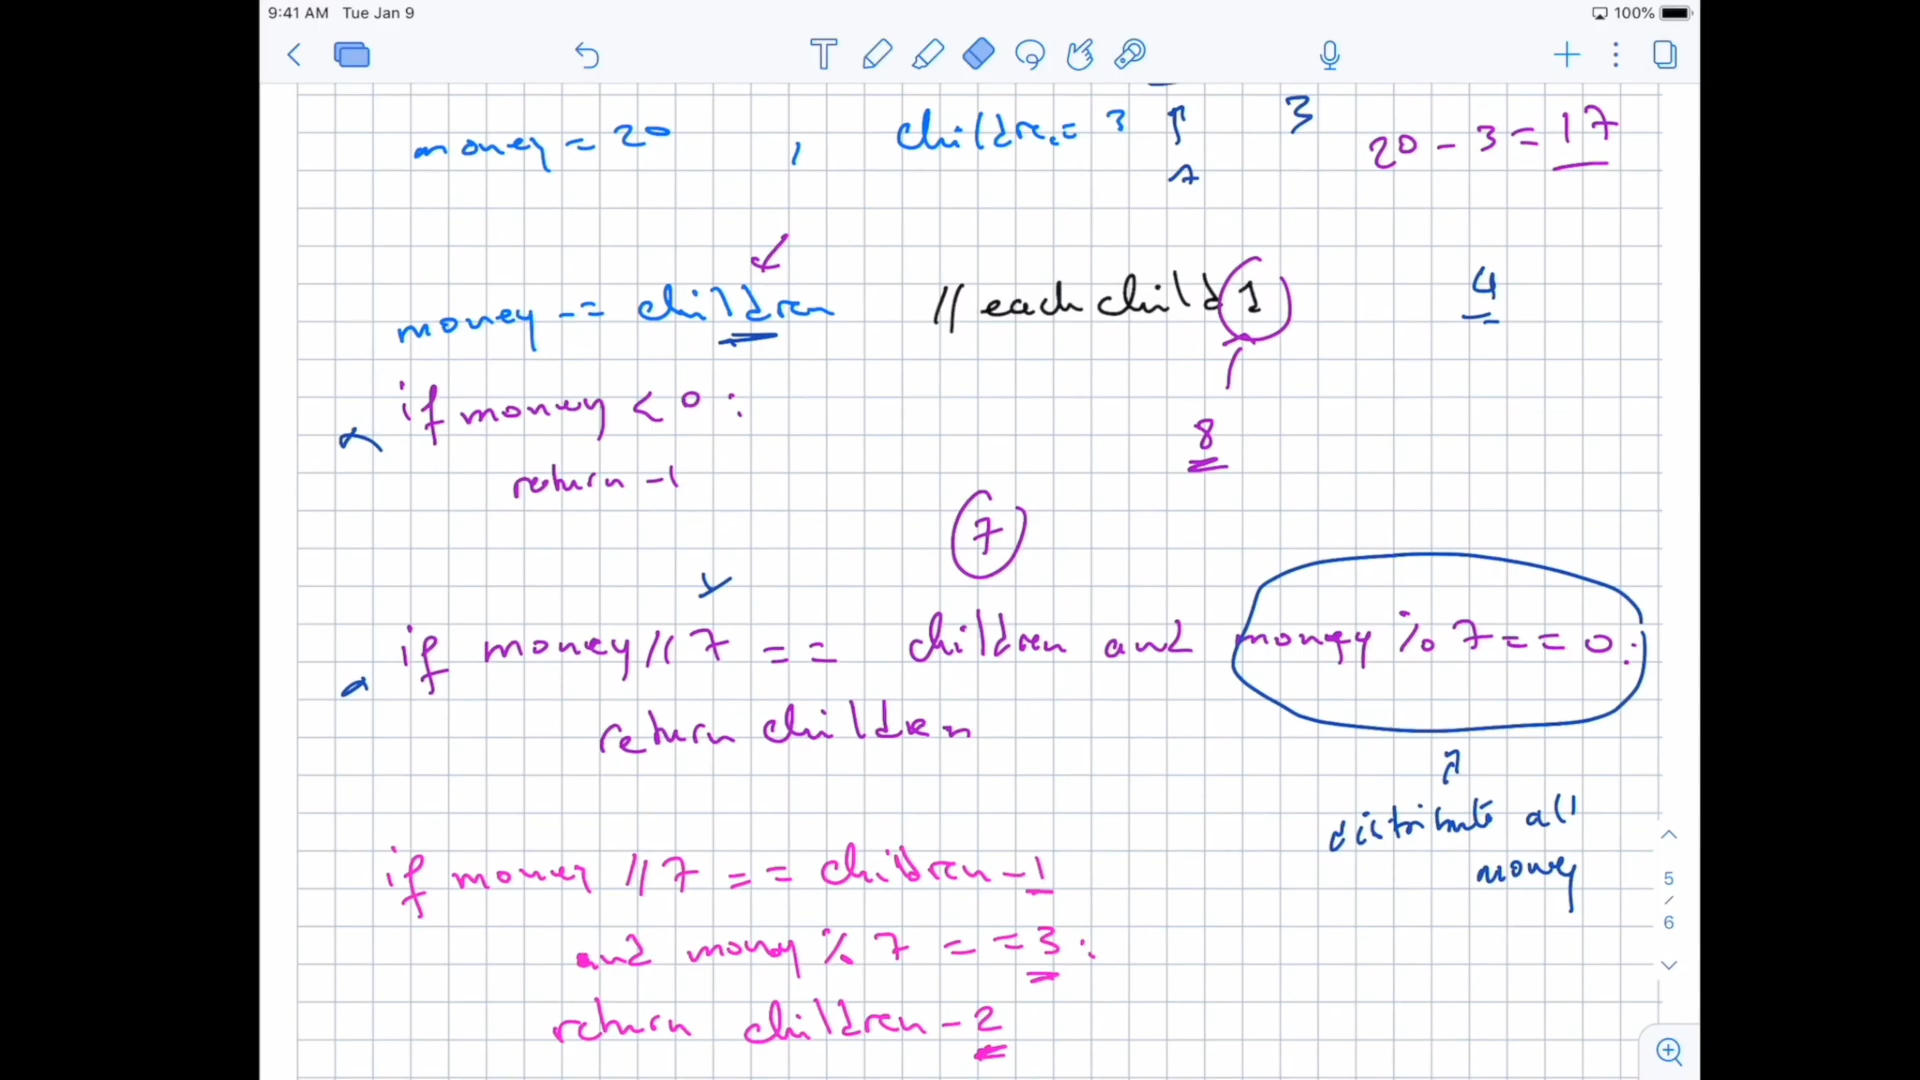 9:41 AM Tue Jan 9 100%
T
money = 20 , children = 3 3 20 - 3 = 17
money -= children // each child 1 4
if money < 0 :
8
return -1
7
if money // 7 == children and money % 7 == 0 :
return children
distribute all
money
if money // 7 == children - 1
and money % 7 == 3 :
return children - 2
5
/
6